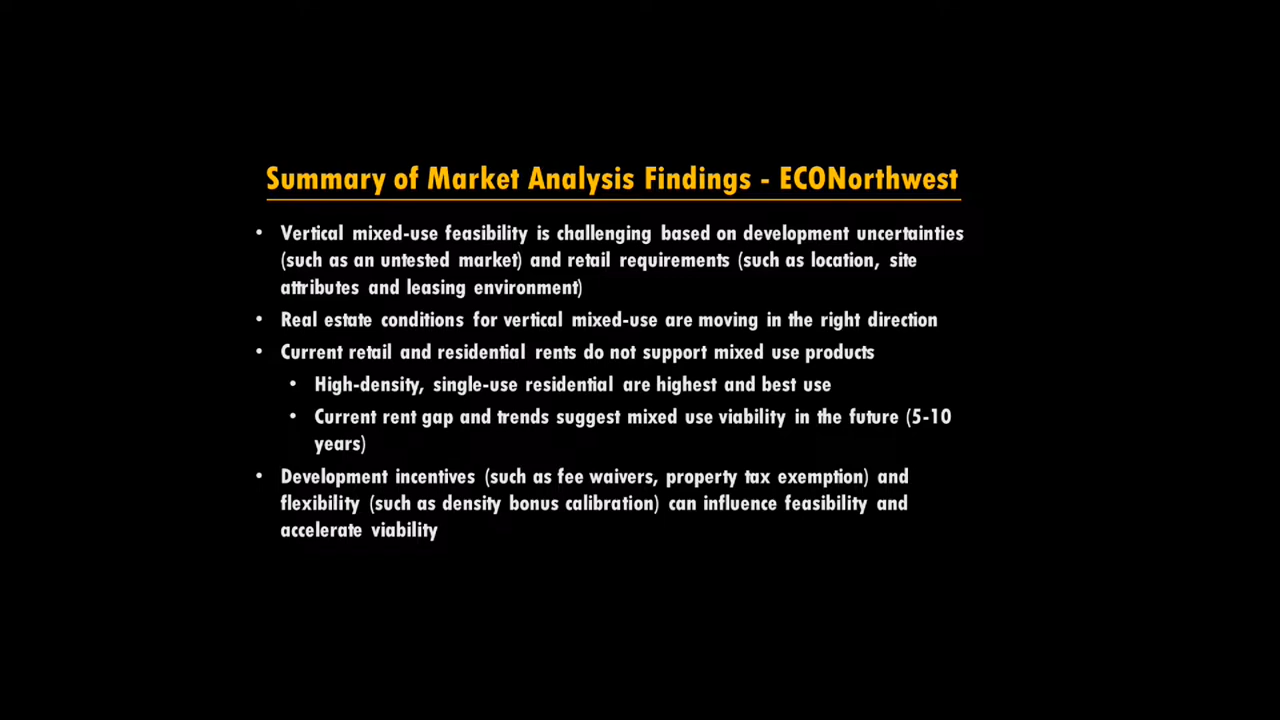 Summary of Market Analysis Findings - ECONorthwest
• Vertical mixed-use feasibility is challenging based on development uncertainties
(such as an untested market) and retail requirements (such as location, site
attributes and leasing environment)
• Real estate conditions for vertical mixed-use are moving in the right direction
• Current retail and residential rents do not support mixed use products
• High-density, single-use residential are highest and best use
• Current rent gap and trends suggest mixed use viability in the future (5-10
years)
• Development incentives (such as fee waivers, property tax exemption) and
flexibility (such as density bonus calibration) can influence feasibility and
accelerate viability